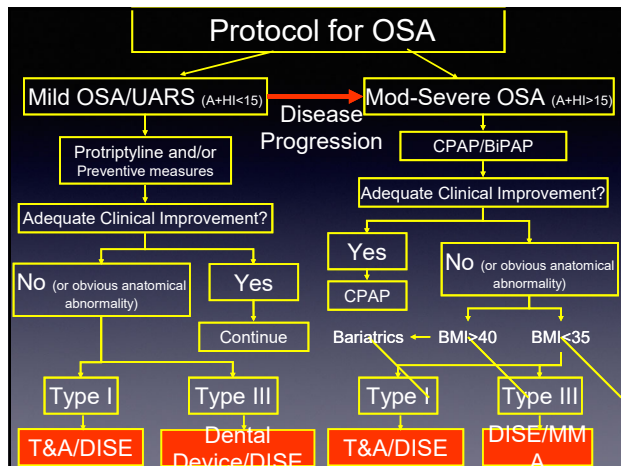 Protocol for OSA
Mild OSA/UARS (A+HI<15)
Disease
Progression
Mod-Severe OSA (A+HI>15)
Protriptyline and/or
Preventive measures
CPAP/BiPAP
Adequate Clinical Improvement?
Adequate Clinical Improvement?
No (or obvious anatomical
abnormality)
Yes
Continue
Yes
CPAP
No (or obvious anatomical
abnormality)
Bariatrics
BMI>40
BMI<35
Type I
Type III
Type I
Type III
T&A/DISE
Dental
Device/DISE
T&A/DISE
DISE/MM
A